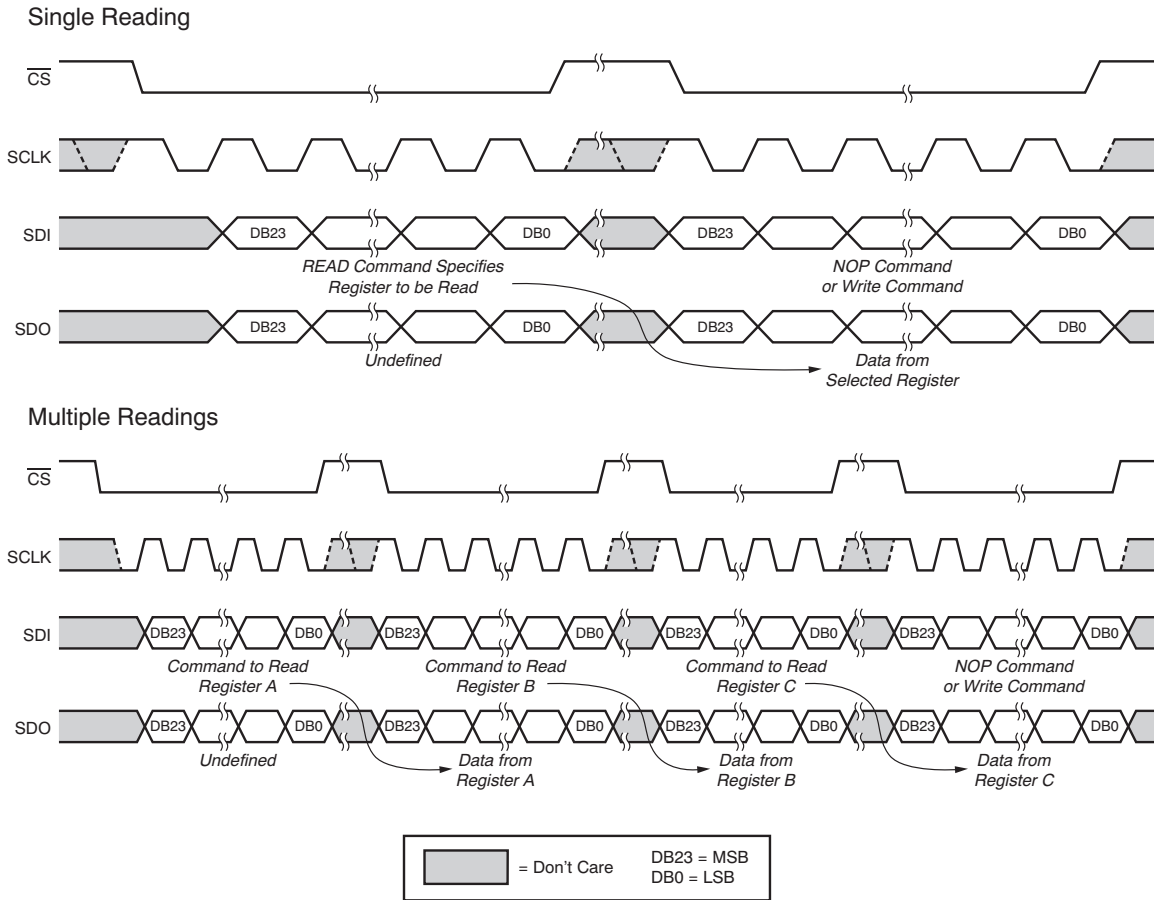 Single Reading
CS
SCLK
SDI DB23 DB0 DB23 DB0
READ Command Specifies
Register to be Read
NOP Command
or Write Command
SDO DB23 DB0 DB23 DB0
Undefined
Data from
Selected Register
Multiple Readings
CS
SCLK
SDI DB23 DB0 DB23 DB0 DB23 DB0 DB23 DB0
Command to Read
Register A
Command to Read
Register B
Command to Read
Register C
NOP Command
or Write Command
SDO DB23 DB0 DB23 DB0 DB23 DB0 DB23 DB0
Undefined
Data from
Register A
Data from
Register B
Data from
Register C
= Don't Care
DB23 = MSB
DB0 = LSB